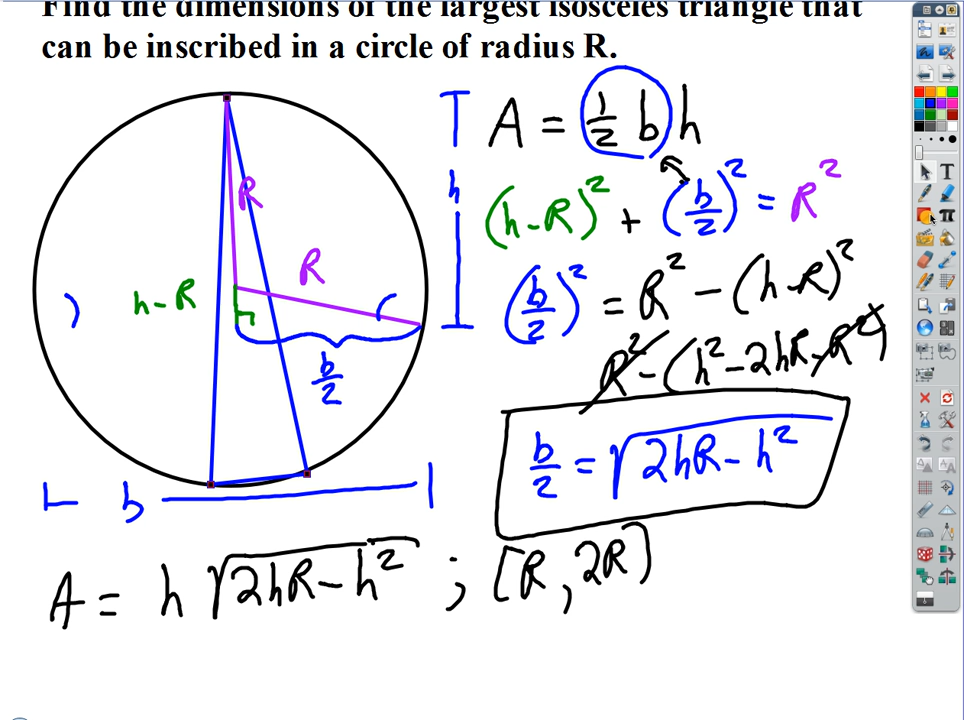 Find the dimensions of the largest isosceles triangle that
can be inscribed in a circle of radius R.
A = 1/2 b h
R
h
(h-R)² + (b/2)² = R²
R
h-R
(b/2)² = R² - (h-R)²
R² - (h² - 2hR - R²)
b/2
b/2 = √2hR-h²
b
A = h √2hR-h² ; [R, 2R]
T
π